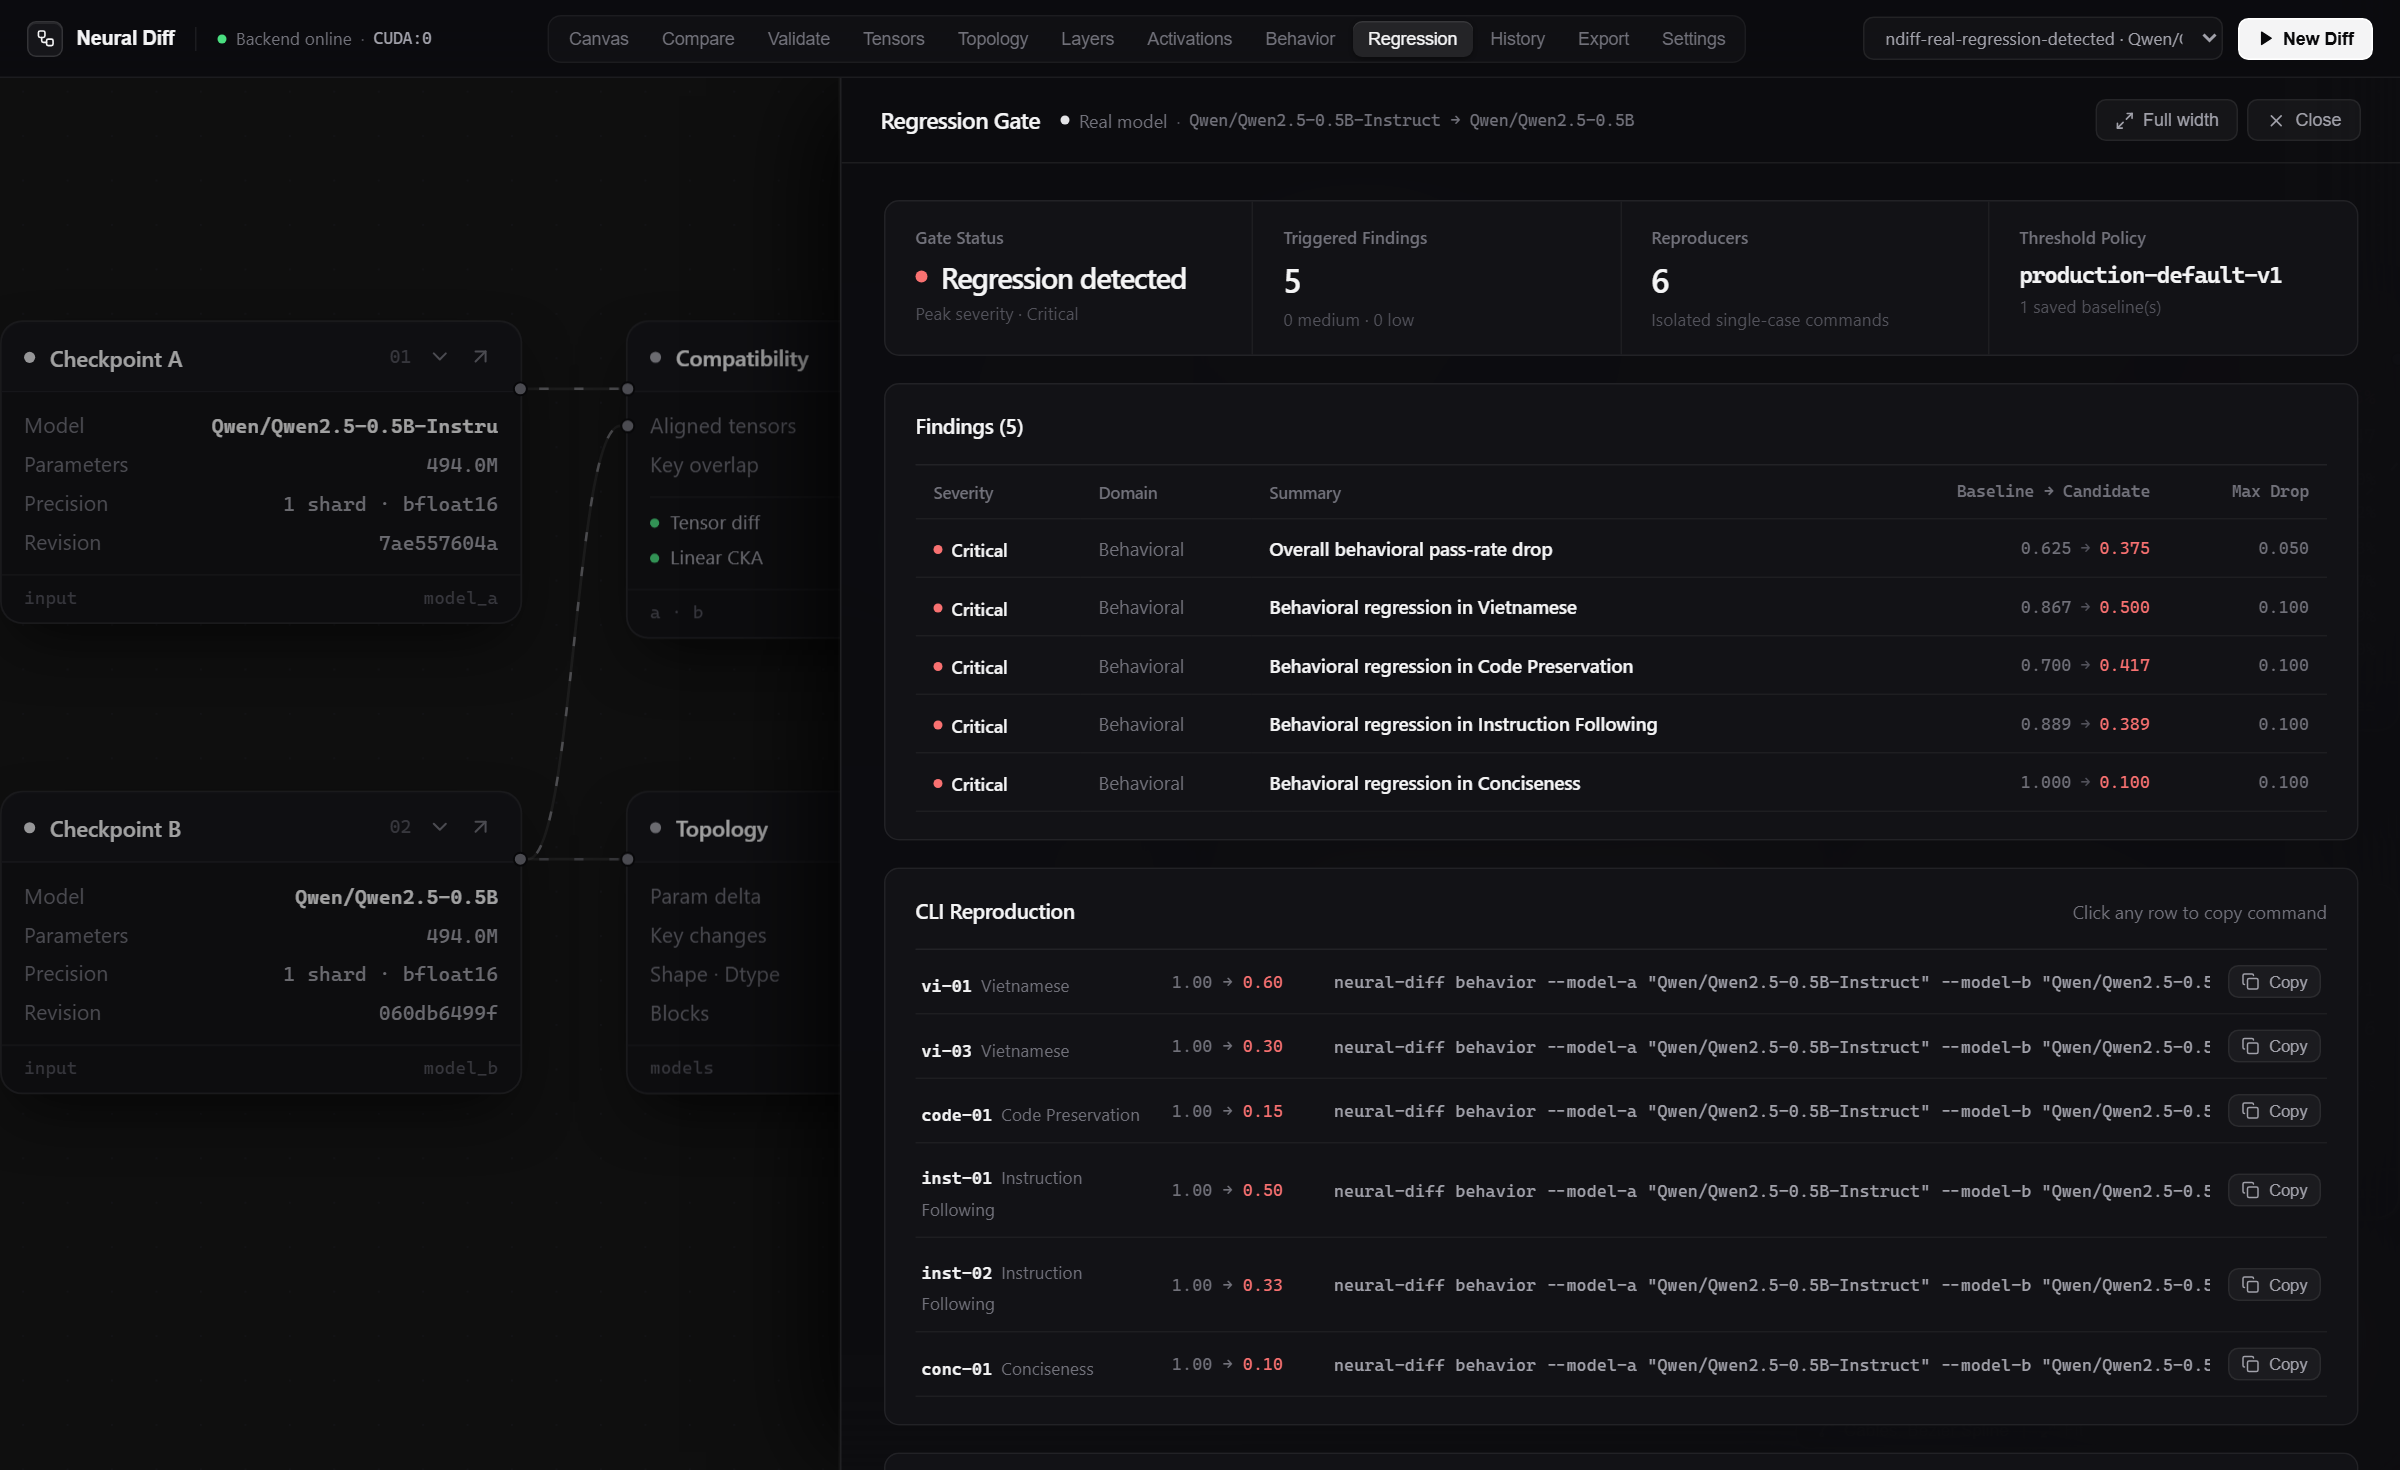 Neural Diff
Backend online · CUDA:0
Canvas Compare Validate Tensors Topology Layers Activations Behavior Regression History Export Settings
ndiff-real-regression-detected · Qwen/(
New Diff
Checkpoint A 01
Model Qwen/Qwen2.5-0.5B-Instru
Parameters 494.0M
Precision 1 shard · bfloat16
Revision 7ae557604a
input model_a
Compatibility
Aligned tensors
Key overlap
Tensor diff
Linear CKA
a · b
Checkpoint B 02
Model Qwen/Qwen2.5-0.5B
Parameters 494.0M
Precision 1 shard · bfloat16
Revision 060db6499f
input model_b
Topology
Param delta
Key changes
Shape · Dtype
Blocks
models
Regression Gate Real model · Qwen/Qwen2.5-0.5B-Instruct → Qwen/Qwen2.5-0.5B
Full width
Close
Gate Status
Regression detected
Peak severity · Critical
Triggered Findings
5
0 medium · 0 low
Reproducers
6
Isolated single-case commands
Threshold Policy
production-default-v1
1 saved baseline(s)
Findings (5)
Severity Domain Summary Baseline → Candidate Max Drop
Critical Behavioral Overall behavioral pass-rate drop 0.625 → 0.375 0.050
Critical Behavioral Behavioral regression in Vietnamese 0.867 → 0.500 0.100
Critical Behavioral Behavioral regression in Code Preservation 0.700 → 0.417 0.100
Critical Behavioral Behavioral regression in Instruction Following 0.889 → 0.389 0.100
Critical Behavioral Behavioral regression in Conciseness 1.000 → 0.100 0.100
CLI Reproduction Click any row to copy command
vi-01 Vietnamese 1.00 → 0.60 neural-diff behavior --model-a "Qwen/Qwen2.5-0.5B-Instruct" --model-b "Qwen/Qwen2.5-0.5 Copy
vi-03 Vietnamese 1.00 → 0.30 neural-diff behavior --model-a "Qwen/Qwen2.5-0.5B-Instruct" --model-b "Qwen/Qwen2.5-0.5 Copy
code-01 Code Preservation 1.00 → 0.15 neural-diff behavior --model-a "Qwen/Qwen2.5-0.5B-Instruct" --model-b "Qwen/Qwen2.5-0.5 Copy
inst-01 Instruction
Following 1.00 → 0.50 neural-diff behavior --model-a "Qwen/Qwen2.5-0.5B-Instruct" --model-b "Qwen/Qwen2.5-0.5 Copy
inst-02 Instruction
Following 1.00 → 0.33 neural-diff behavior --model-a "Qwen/Qwen2.5-0.5B-Instruct" --model-b "Qwen/Qwen2.5-0.5 Copy
conc-01 Conciseness 1.00 → 0.10 neural-diff behavior --model-a "Qwen/Qwen2.5-0.5B-Instruct" --model-b "Qwen/Qwen2.5-0.5 Copy